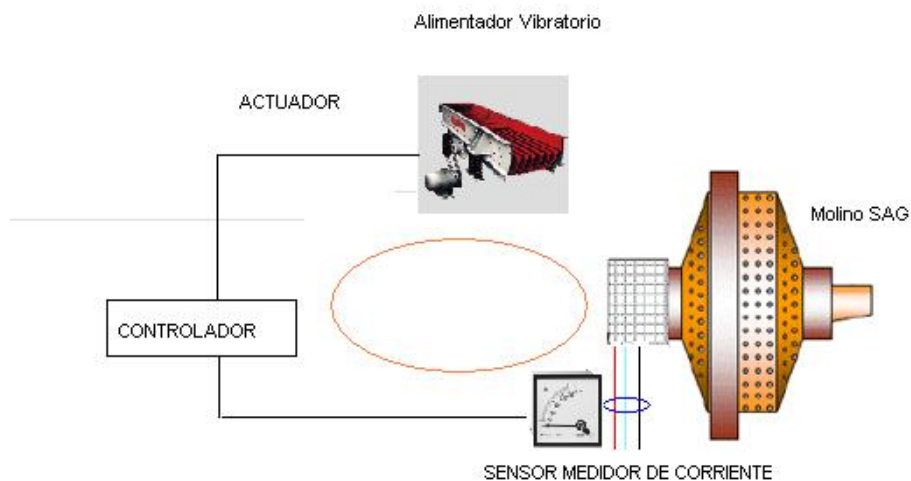 Alimentador Vibratorio
ACTUADOR
Molino SAG
CONTROLADOR
SENSOR MEDIDOR DE CORRIENTE